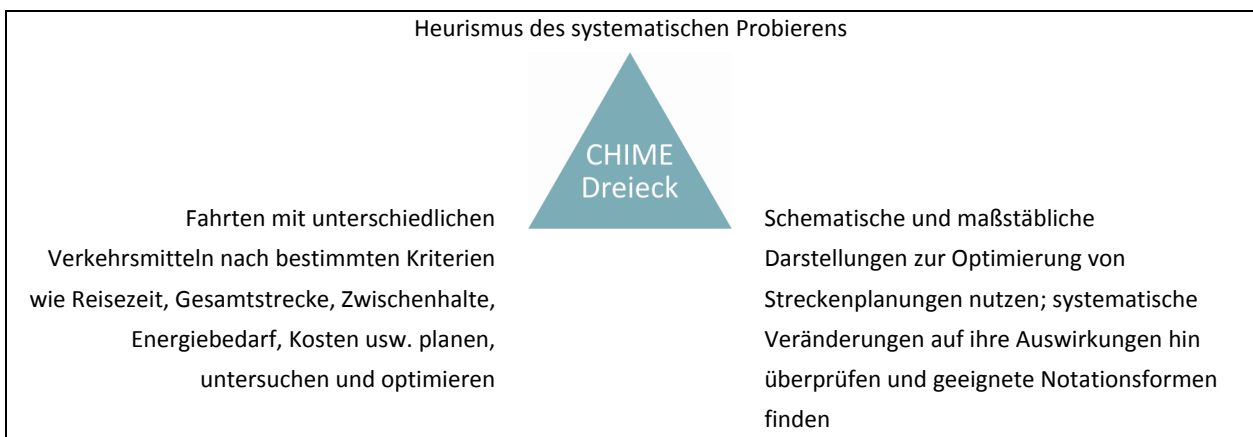 Heurismus des systematischen Probierens
CHIME
Dreieck
Fahrten mit unterschiedlichen
Verkehrsmitteln nach bestimmten Kriterien
wie Reisezeit, Gesamtstrecke, Zwischenhalte,
Energiebedarf, Kosten usw. planen,
untersuchen und optimieren
Schematische und maßstäbliche
Darstellungen zur Optimierung von
Streckenplanungen nutzen; systematische
Veränderungen auf ihre Auswirkungen hin
überprüfen und geeignete Notationsformen
finden